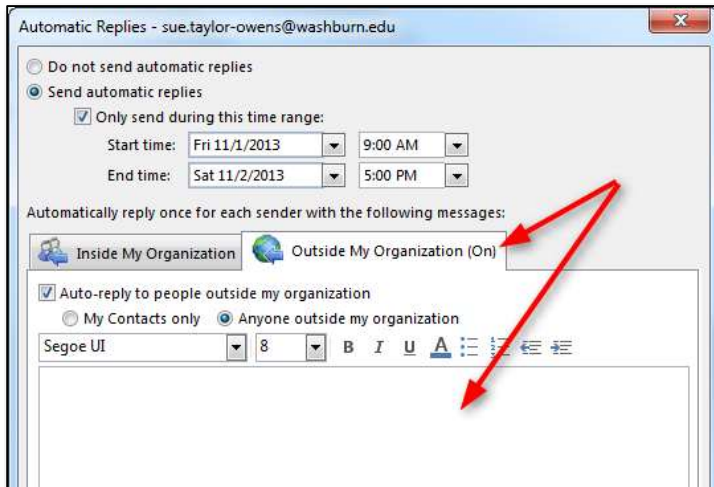 Automatic Replies - sue.taylor-owens@washburn.edu
Do not send automatic replies
Send automatic replies
Only send during this time range:
Start time: Fri 11/1/2013 9:00 AM
End time: Sat 11/2/2013 5:00 PM
Automatically reply once for each sender with the following messages:
Inside My Organization Outside My Organization (On)
Auto-reply to people outside my organization
My Contacts only Anyone outside my organization
Segoe UI 8 B I U A